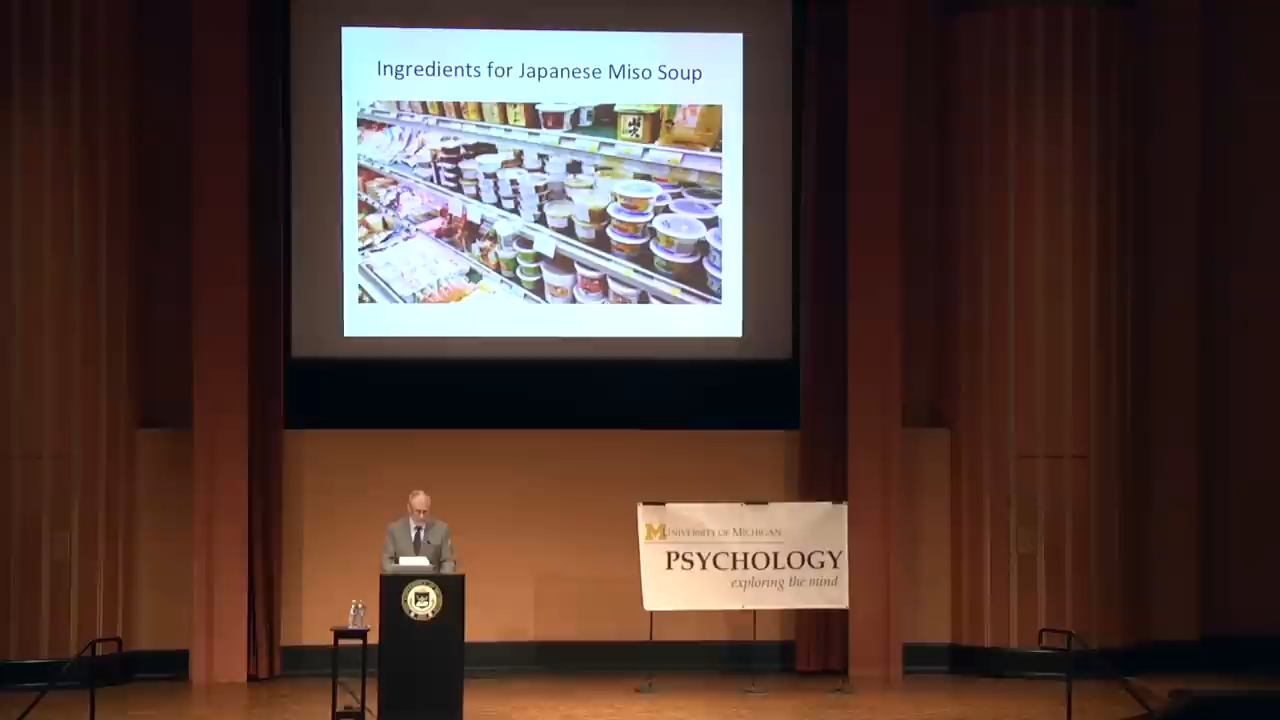 Ingredients for Japanese Miso Soup
M UNIVERSITY OF MICHIGAN
PSYCHOLOGY
exploring the mind